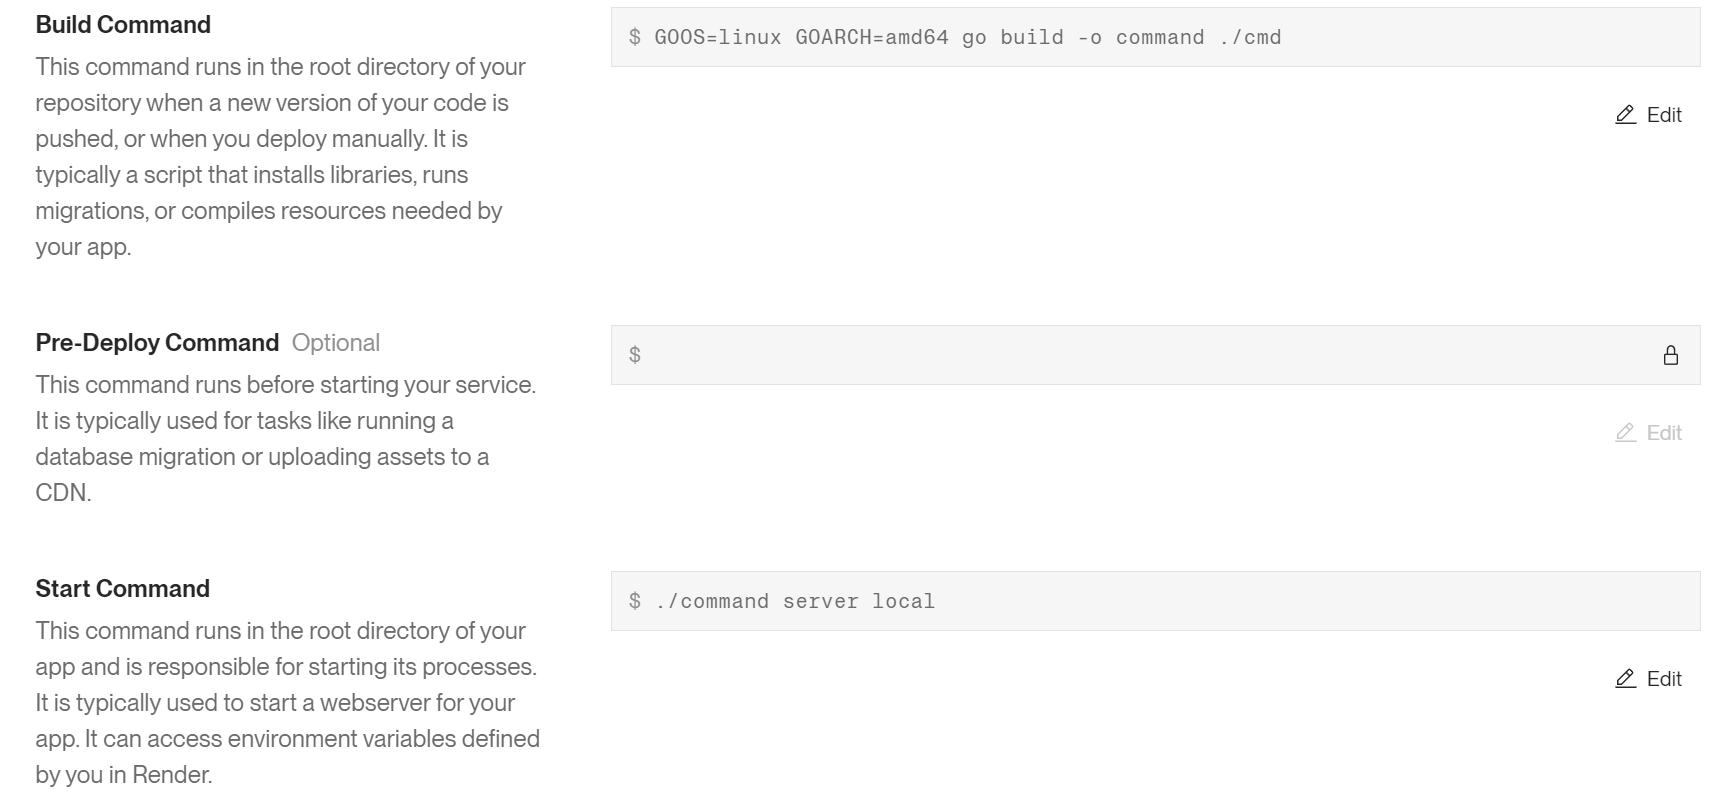 Build Command
$ GOOS=linux GOARCH=amd64 go build -o command ./cmd
This command runs in the root directory of your
repository when a new version of your code is
pushed, or when you deploy manually. It is
typically a script that installs libraries, runs
migrations, or compiles resources needed by
your app.
Edit
Pre-Deploy Command Optional
$
This command runs before starting your service.
It is typically used for tasks like running a
database migration or uploading assets to a
CDN.
Edit
Start Command
$ ./command server local
This command runs in the root directory of your
app and is responsible for starting its processes.
It is typically used to start a webserver for your
app. It can access environment variables defined
by you in Render.
Edit